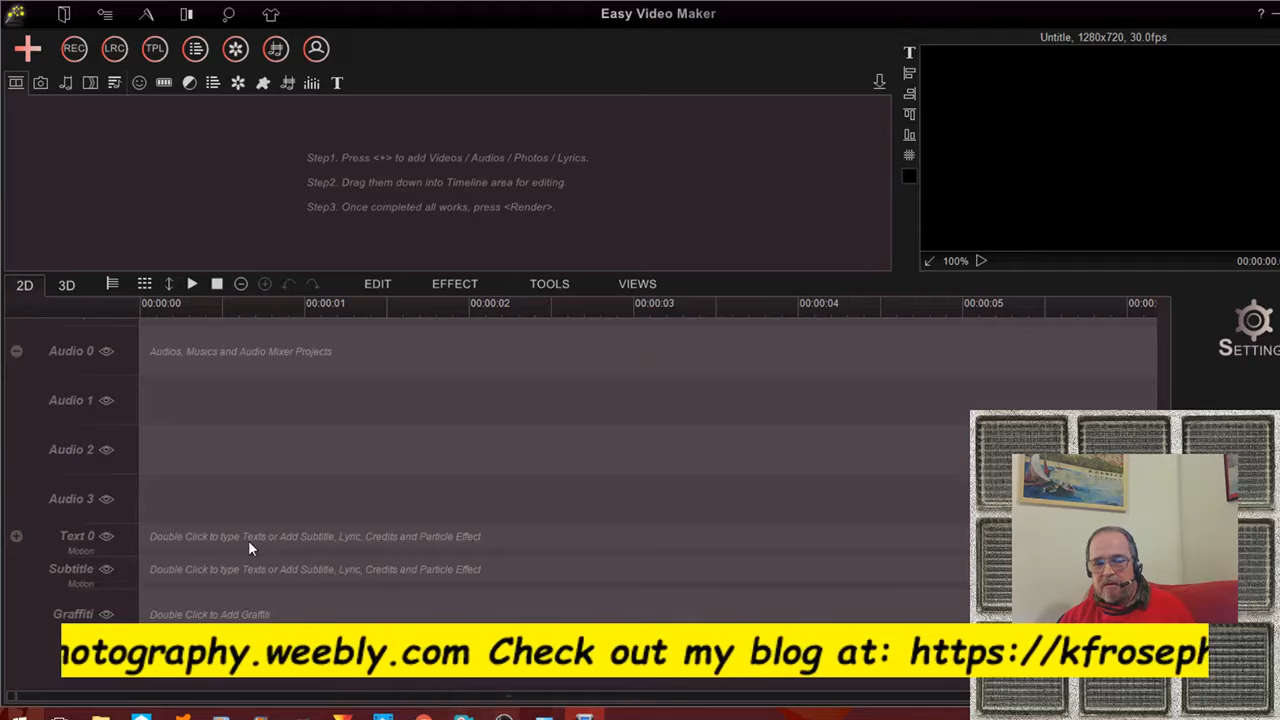 Easy Video Maker
?
REC LRC TPL
Untitle, 1280x720, 30.0fps
T
T
Step1. Press <+> to add Videos / Audios / Photos / Lyrics.
Step2. Drag them down into Timeline area for editing.
Step3. Once completed all works, press <Render>.
100%
00:00:00.
2D 3D EDIT EFFECT TOOLS VIEWS
00:00:00 00:00:01 00:00:02 00:00:03 00:00:04 00:00:05 00:00:
SETTING
Audio 0 Audios, Musics and Audio Mixer Projects
Audio 1
Audio 2
Audio 3
Text 0 Double Click to type Texts or Add Subtitle, Lyric, Credits and Particle Effect
Motion
Subtitle Double Click to type Texts or Add Subtitle, Lyric, Credits and Particle Effect
Motion
Graffiti Double Click to Add Graffiti
hotography.weebly.com Check out my blog at: https://kfroseph